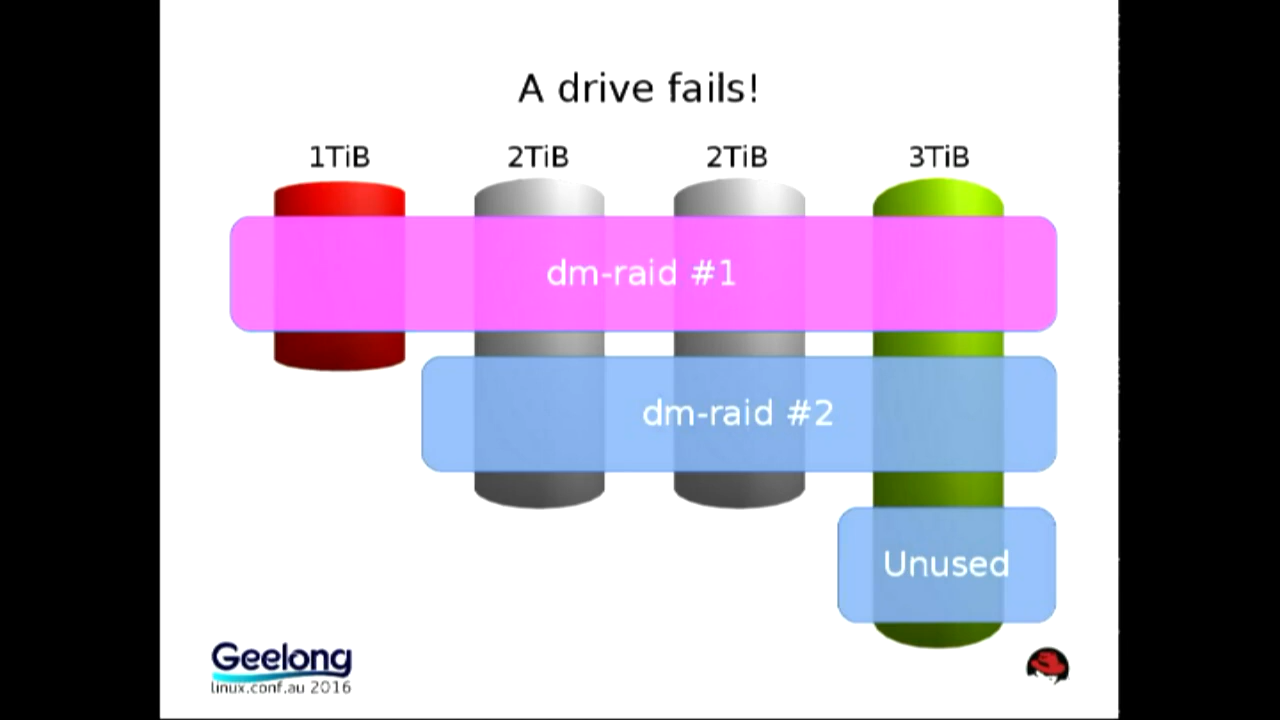 A drive fails!
1TiB 2TiB 2TiB 3TiB
dm-raid #1
dm-raid #2
Unused
Geelong
linux.conf.au 2016